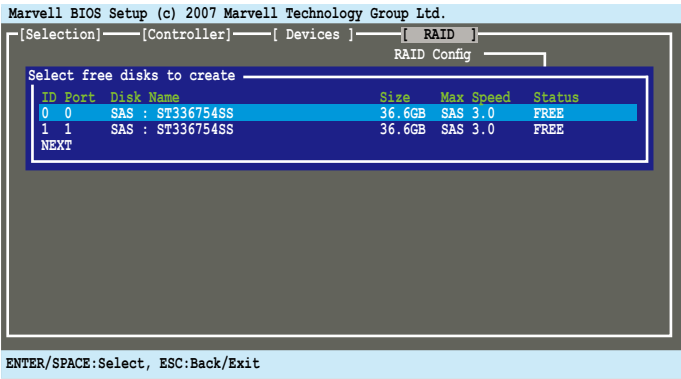 Marvell BIOS Setup (c) 2007 Marvell Technology Group Ltd.
[Selection] [Controller] [ Devices ] [ RAID ]
RAID Config
Select free disks to create
ID Port Disk Name Size Max Speed Status
0 0 SAS : ST336754SS 36.6GB SAS 3.0 FREE
1 1 SAS : ST336754SS 36.6GB SAS 3.0 FREE
NEXT
ENTER/SPACE:Select, ESC:Back/Exit